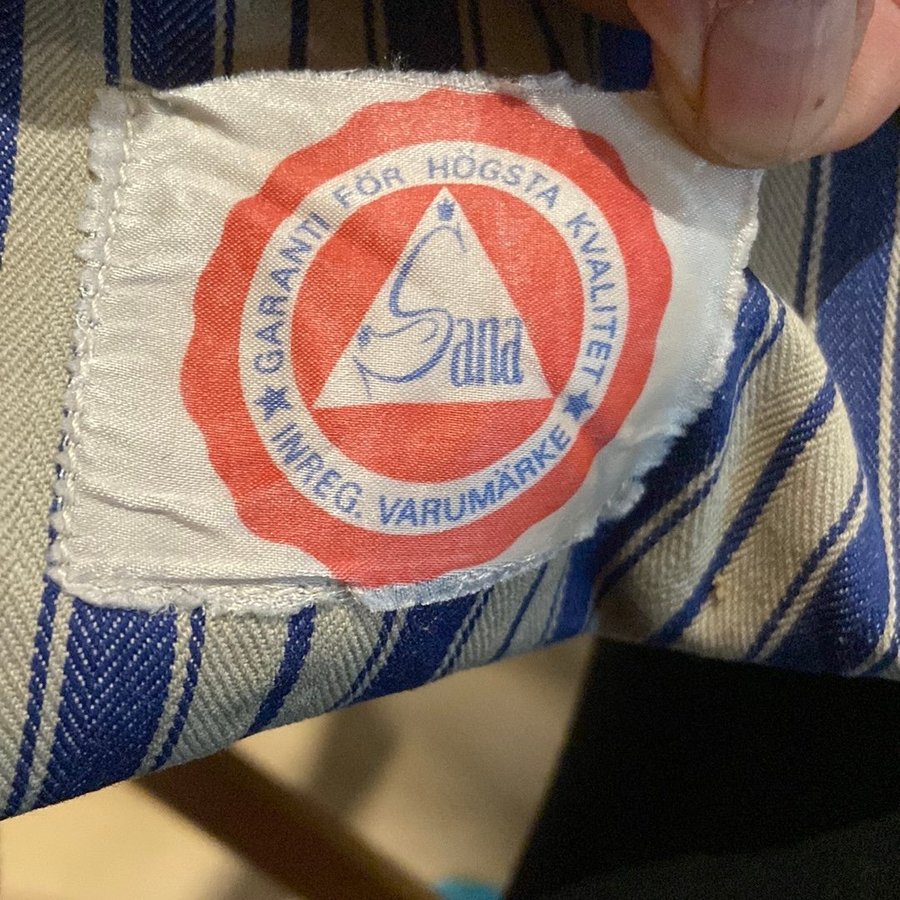 GARANTI FÖR HÖGSTA KVALITET
Sana
INREG. VARUMÄRKE